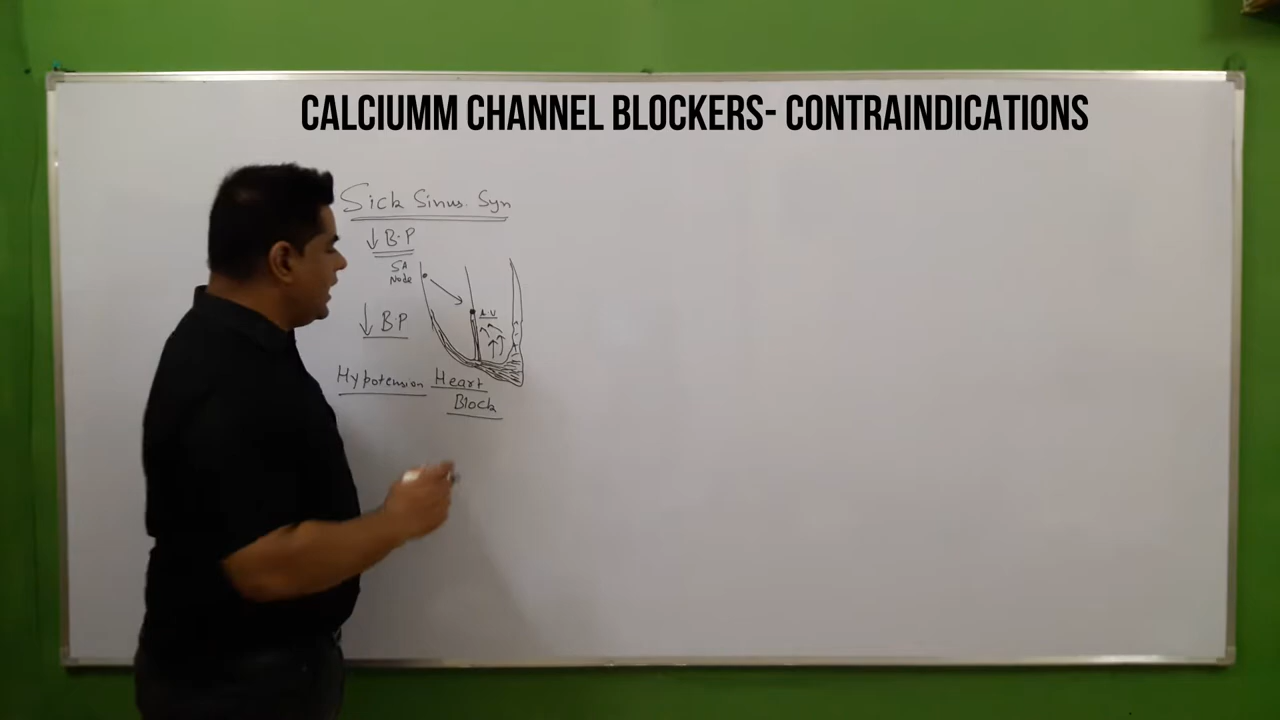 CALCIUMM CHANNEL BLOCKERS- CONTRAINDICATIONS
Sick Sinus. Syn
↓ B.P
SA
Node
A.V
↓ B.P
Hypotension Heart
Block